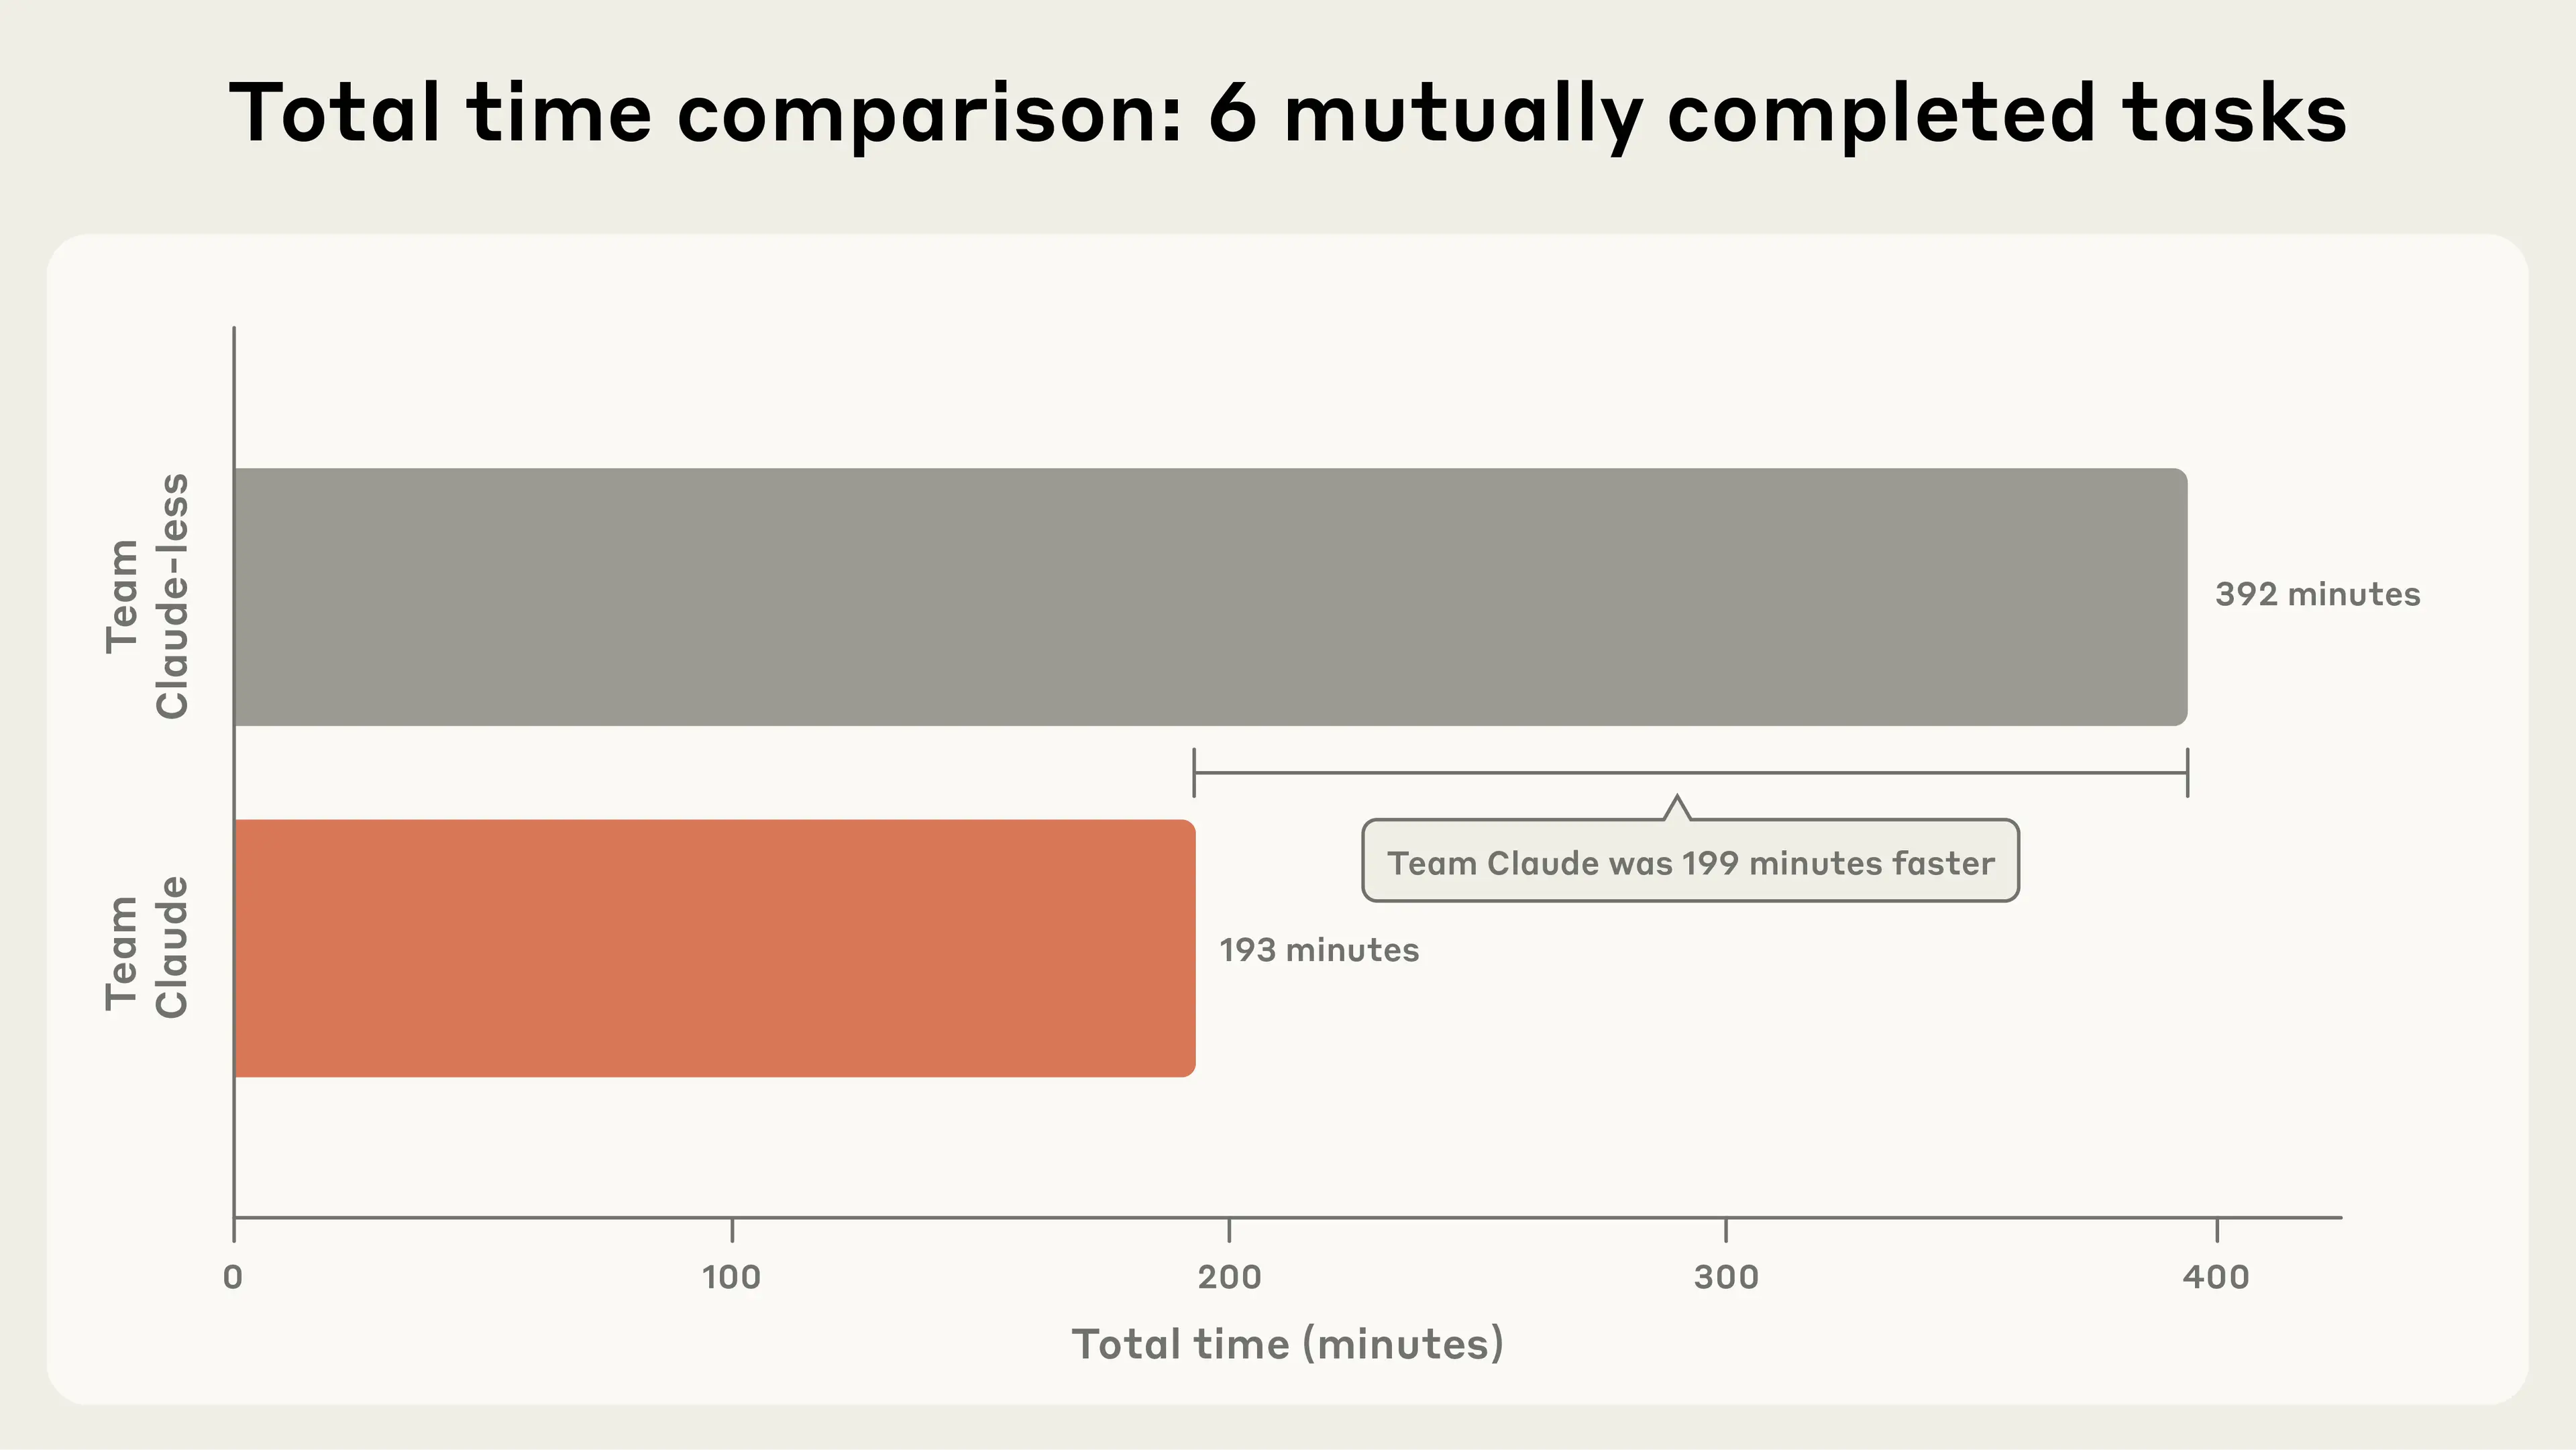 Total time comparison: 6 mutually completed tasks
Team
Claude-less
392 minutes
Team Claude was 199 minutes faster
Team
Claude
193 minutes
0
100
200
300
400
Total time (minutes)